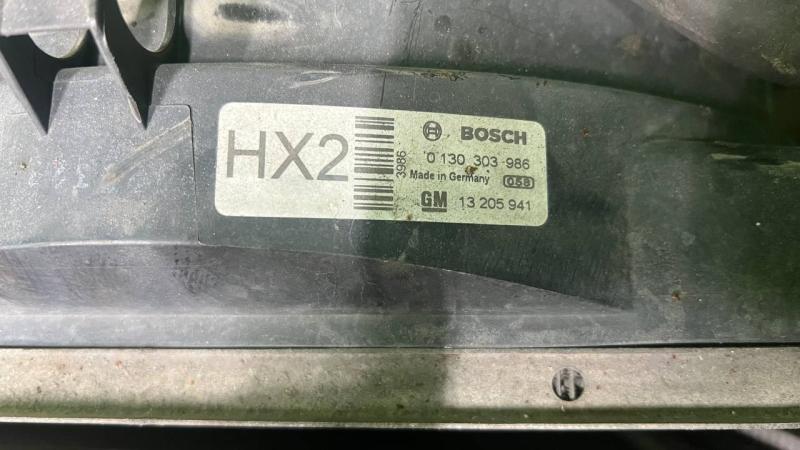 HX2
3986
BOSCH
0 130 303 986
Made in Germany 058
GM 13 205 941